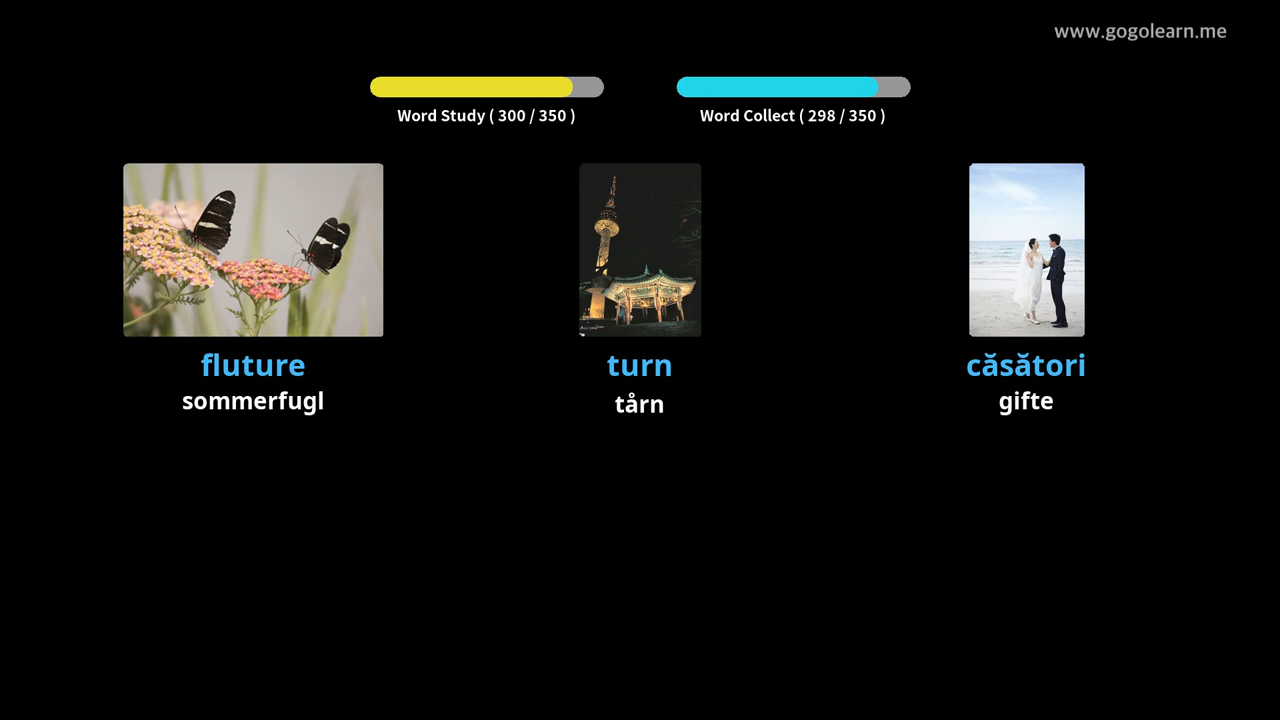 www.gogolearn.me
Word Study ( 300 / 350 )
Word Collect ( 298 / 350 )
fluture
turn
căsători
sommerfugl
tårn
gifte